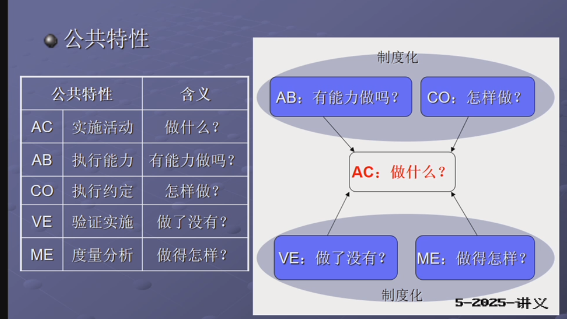 公共特性
公共特性 含义
AC 实施活动 做什么？
AB 执行能力 有能力做吗？
CO 执行约定 怎样做？
VE 验证实施 做了没有？
ME 度量分析 做得怎样？
制度化
AB：有能力做吗？ CO：怎样做？
AC：做什么？
VE：做了没有？ ME：做得怎样？
制度化
5-2025-讲义